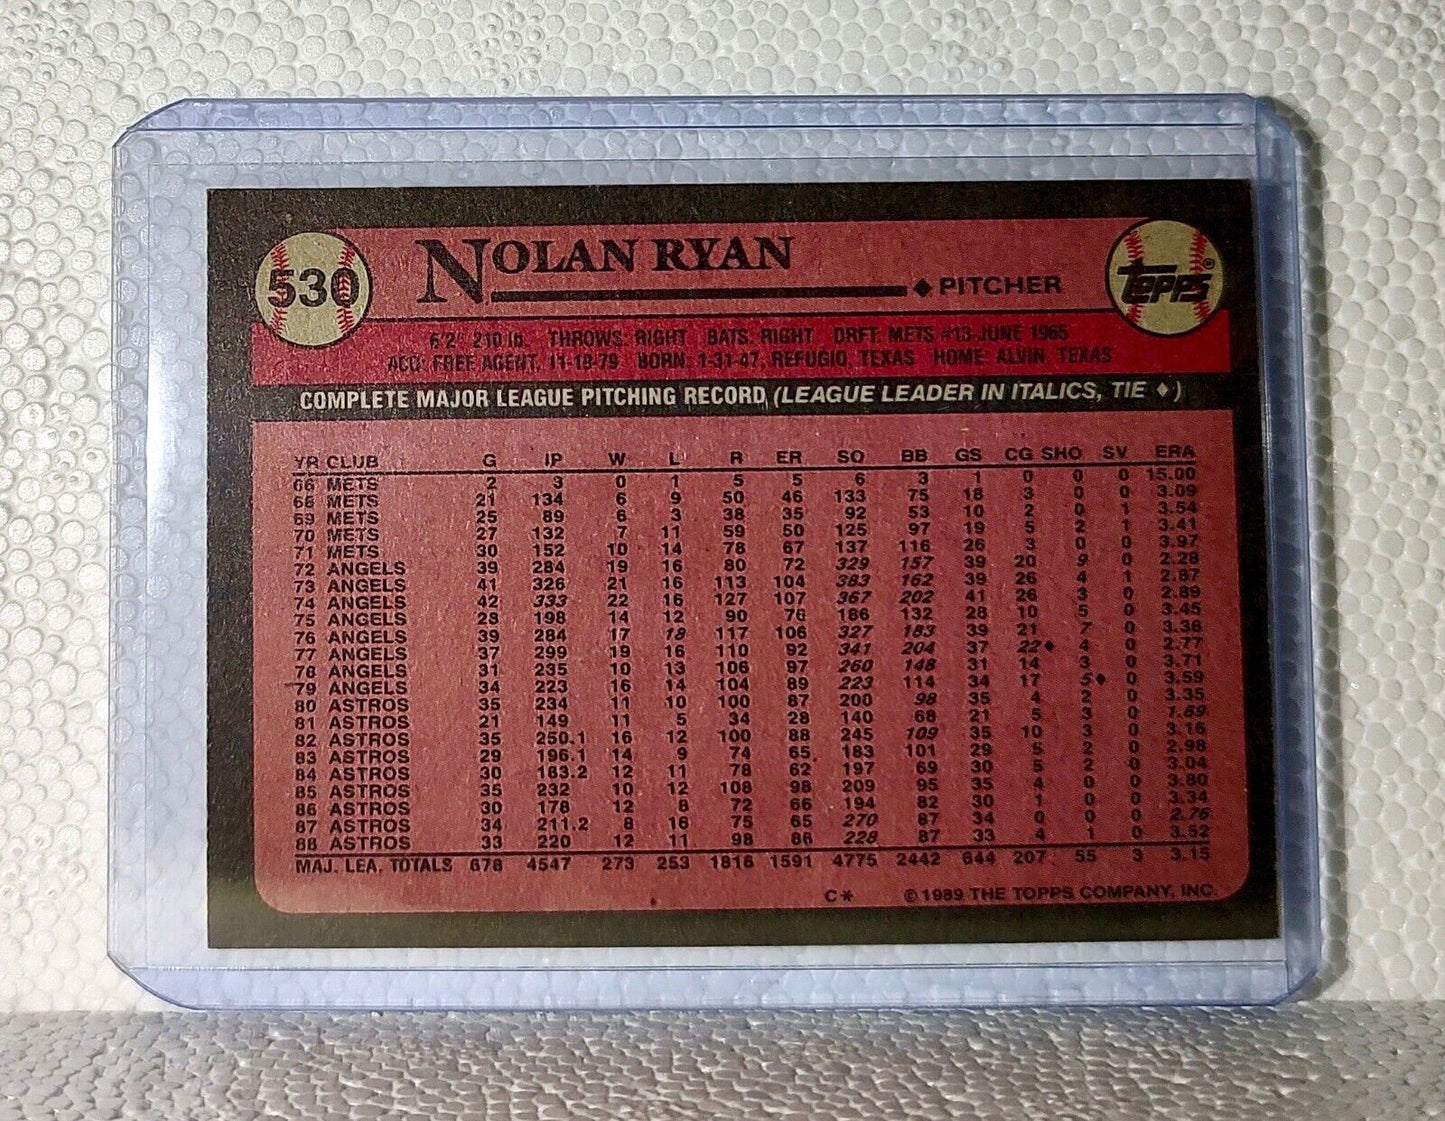 530 NOLAN RYAN
◆ PITCHER
TOPPS®
6'2" 210 lb. THROWS: RIGHT BATS: RIGHT DRFT: METS #13-JUNE 1965
ACQ: FREE AGENT, 11-19-79 BORN: 1-31-47, REFUGIO, TEXAS HOME: ALVIN, TEXAS
COMPLETE MAJOR LEAGUE PITCHING RECORD (LEAGUE LEADER IN ITALICS, TIE ♦)
YR CLUB G IP W L R ER SO BB GS CG SHO SV ERA
66 METS 2 3 0 1 5 5 6 3 1 0 0 0 15.00
68 METS 21 134 6 9 50 46 133 75 18 3 0 0 3.09
69 METS 25 89 6 3 38 35 92 53 10 2 0 1 3.54
70 METS 27 132 7 11 59 50 125 97 19 5 2 1 3.41
71 METS 30 152 10 14 78 67 137 116 26 3 0 0 3.97
72 ANGELS 39 284 19 16 80 72 329 157 39 20 9 0 2.28
73 ANGELS 41 326 21 16 113 104 383 162 39 26 4 1 2.87
74 ANGELS 42 333 22 16 127 107 367 202 41 26 3 0 2.89
75 ANGELS 28 198 14 12 90 76 186 132 28 10 5 0 3.45
76 ANGELS 39 284 17 18 117 106 327 183 39 21 7 0 3.36
77 ANGELS 37 299 19 16 110 92 341 204 37 22♦ 4 0 2.77
78 ANGELS 31 235 10 13 106 97 260 148 31 14 3 0 3.71
79 ANGELS 34 223 16 14 104 89 223 114 34 17 5♦ 0 3.59
80 ASTROS 35 234 11 10 100 87 200 98 35 4 2 0 3.35
81 ASTROS 21 149 11 5 34 28 140 68 21 5 3 0 1.69
82 ASTROS 35 250.1 16 12 100 88 245 109 35 10 3 0 3.16
83 ASTROS 29 196.1 14 9 74 65 183 101 29 5 2 0 2.98
84 ASTROS 30 183.2 12 11 78 62 197 69 30 5 2 0 3.04
85 ASTROS 35 232 10 12 108 98 209 95 35 4 0 0 3.80
86 ASTROS 30 178 12 8 72 66 194 82 30 1 0 0 3.34
87 ASTROS 34 211.2 8 16 75 65 270 87 34 0 0 0 2.76
88 ASTROS 33 220 12 11 98 86 228 87 33 4 1 0 3.52
MAJ. LEA. TOTALS 678 4547 273 253 1816 1591 4775 2442 644 207 55 3 3.15
C* ©1989 THE TOPPS COMPANY, INC.